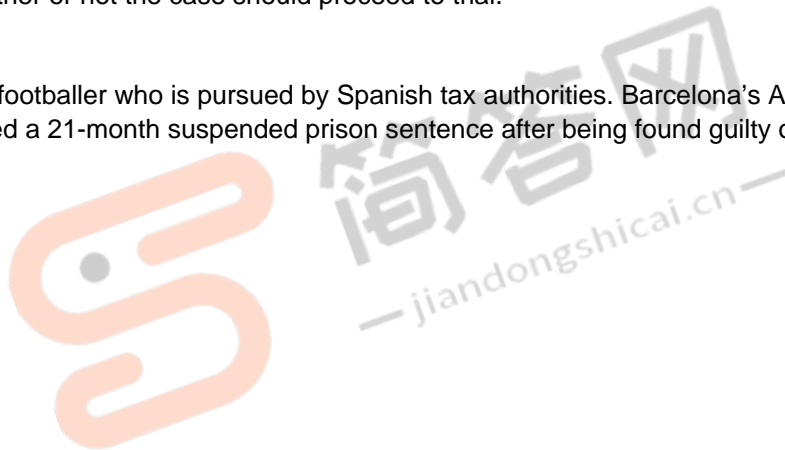 ther or not the case should proceed to trial.
footballer who is pursued by Spanish tax authorities. Barcelona's A
ed a 21-month suspended prison sentence after being found guilty
简答网
jiandongshicai.cn